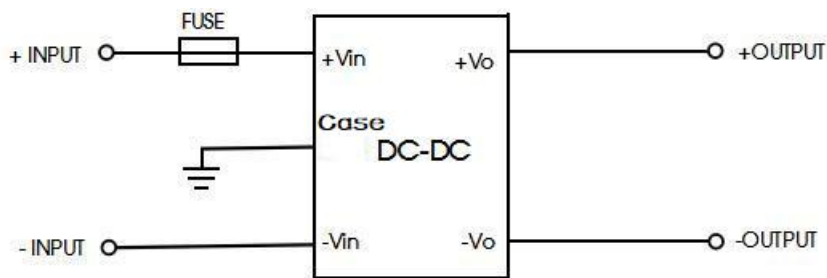 FUSE
+ INPUT
+Vin
+Vo
+OUTPUT
Case
DC-DC
- INPUT
-Vin
-Vo
-OUTPUT